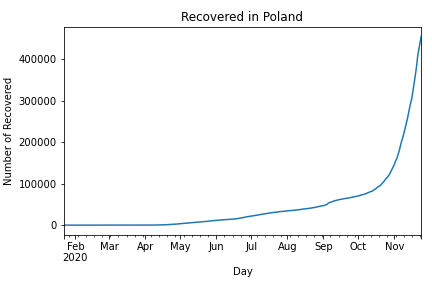 Recovered in Poland
Number of Recovered
400000
300000
200000
100000
0
Feb Mar Apr May Jun Jul Aug Sep Oct Nov
2020
Day